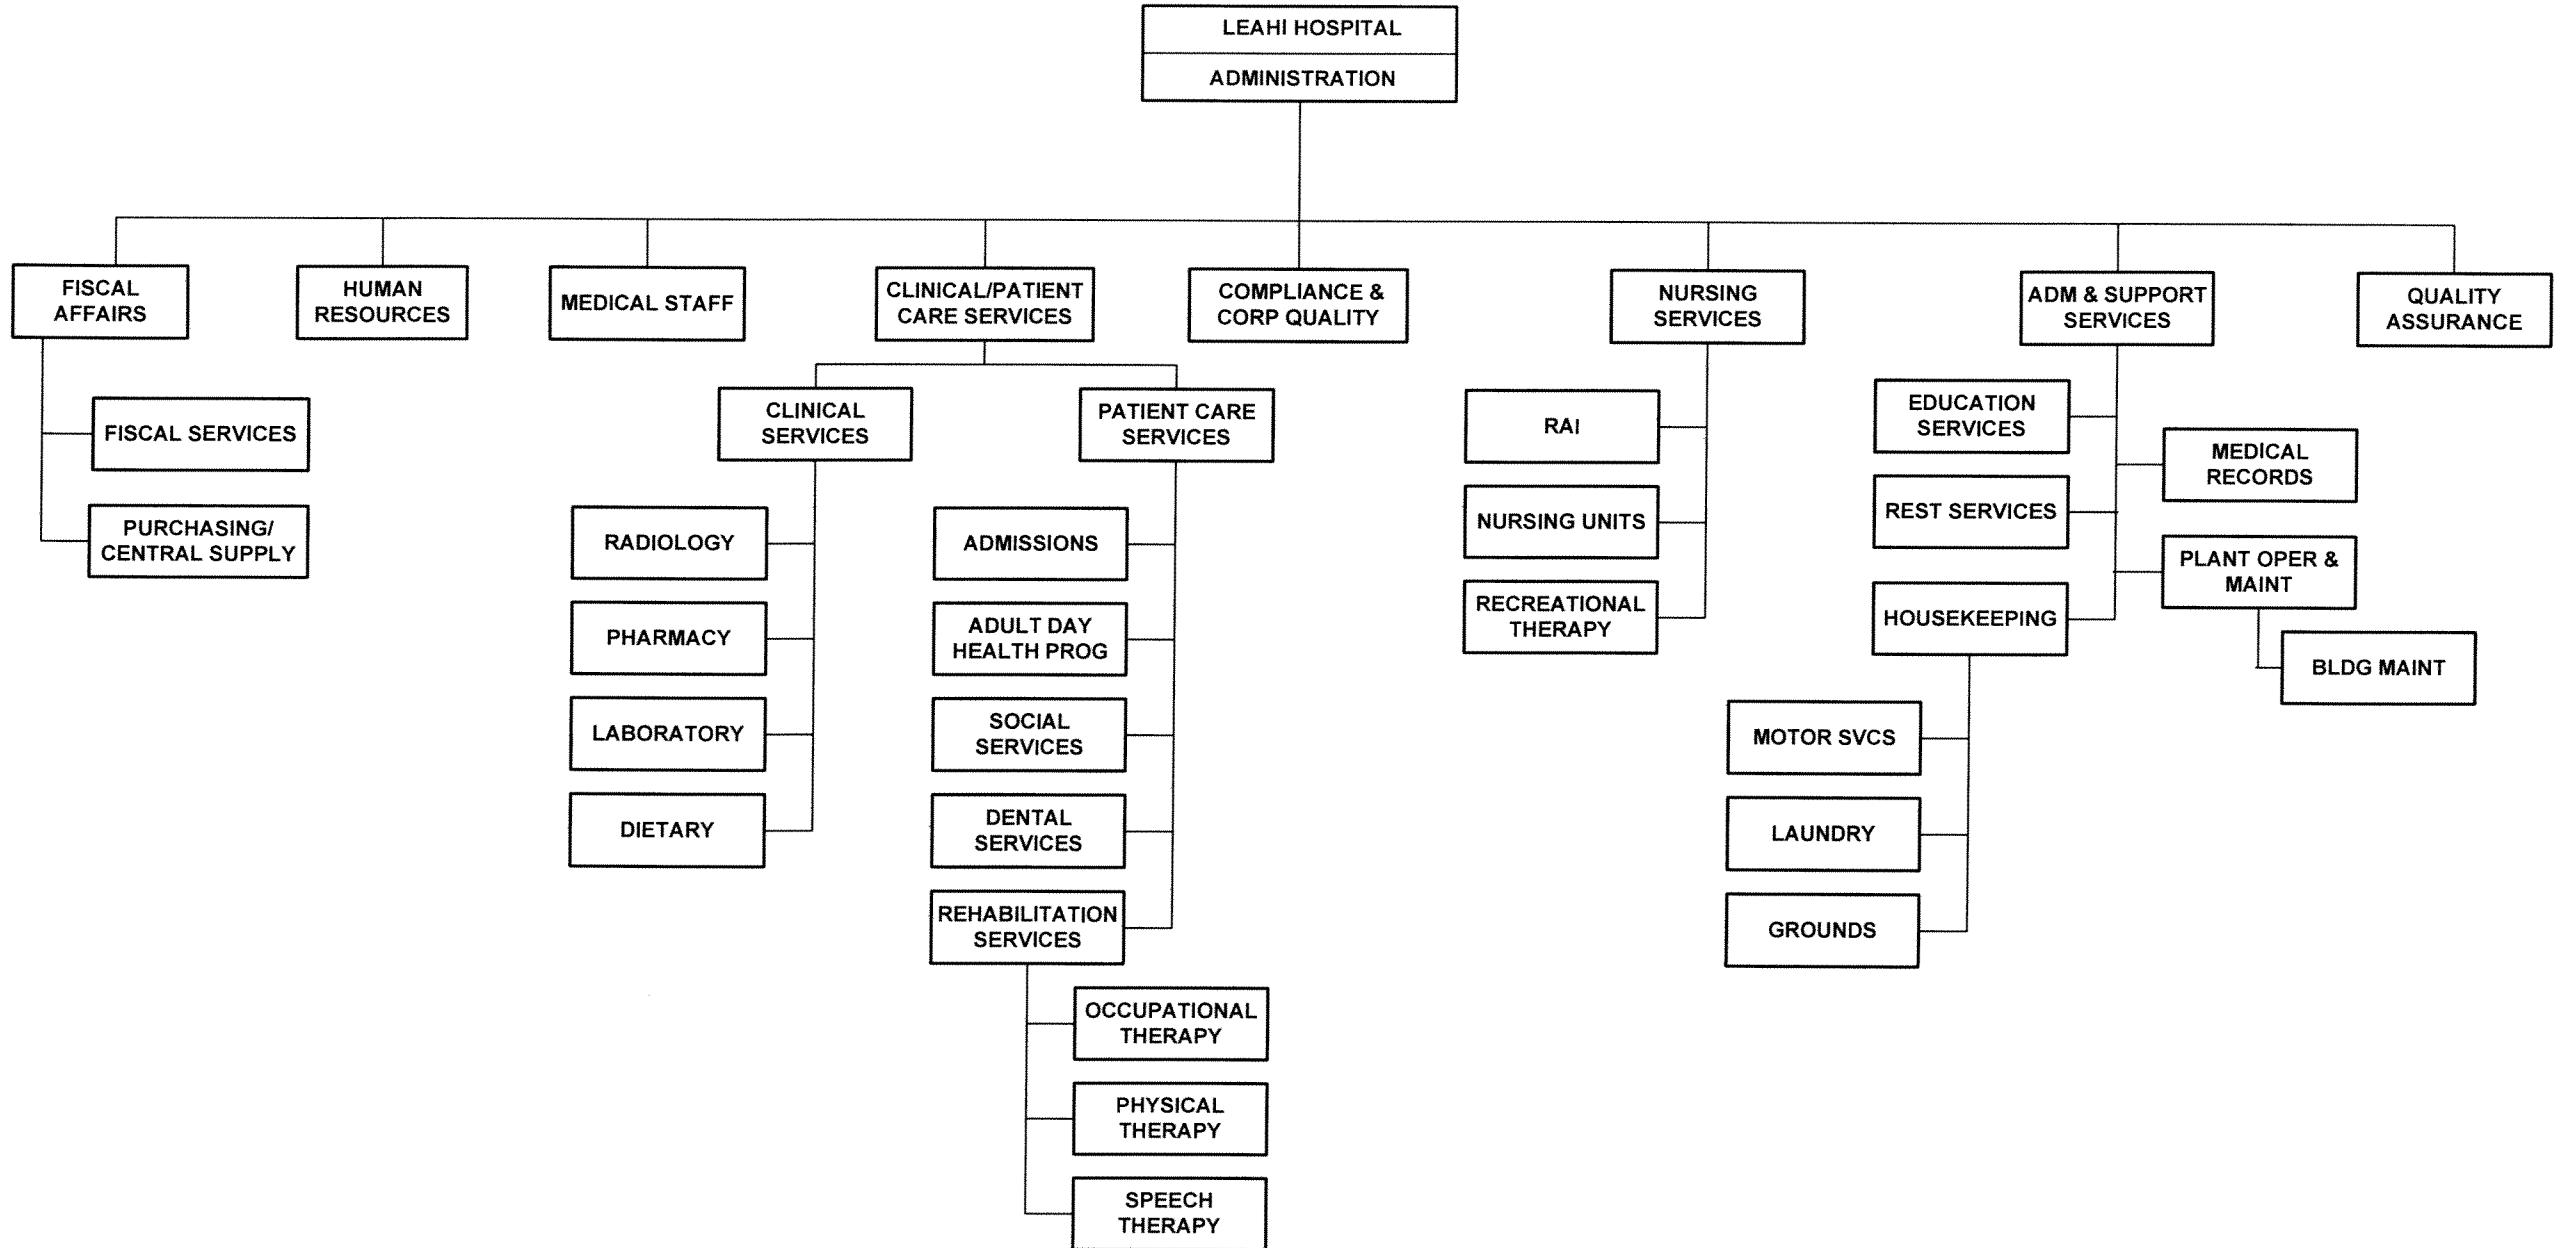 LEAHI HOSPITAL
ADMINISTRATION
FISCAL
AFFAIRS
HUMAN
RESOURCES
MEDICAL STAFF
CLINICAL/PATIENT
CARE SERVICES
COMPLIANCE &
CORP QUALITY
NURSING
SERVICES
ADM & SUPPORT
SERVICES
QUALITY
ASSURANCE
FISCAL SERVICES
PURCHASING/
CENTRAL SUPPLY
CLINICAL
SERVICES
RADIOLOGY
PHARMACY
LABORATORY
DIETARY
PATIENT CARE
SERVICES
ADMISSIONS
ADULT DAY
HEALTH PROG
SOCIAL
SERVICES
DENTAL
SERVICES
REHABILITATION
SERVICES
OCCUPATIONAL
THERAPY
PHYSICAL
THERAPY
SPEECH
THERAPY
RAI
NURSING UNITS
RECREATIONAL
THERAPY
EDUCATION
SERVICES
MEDICAL
RECORDS
REST SERVICES
PLANT OPER &
MAINT
HOUSEKEEPING
BLDG MAINT
MOTOR SVCS
LAUNDRY
GROUNDS